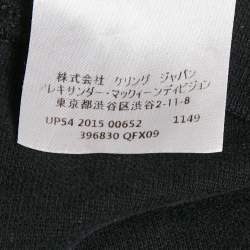 株式会社 ケリング ジャパン
アレキサンダー・マックィーンディビジョン
東京都渋谷区渋谷2-11-8
UPS4 2015 00652 1149
396830 QFX09